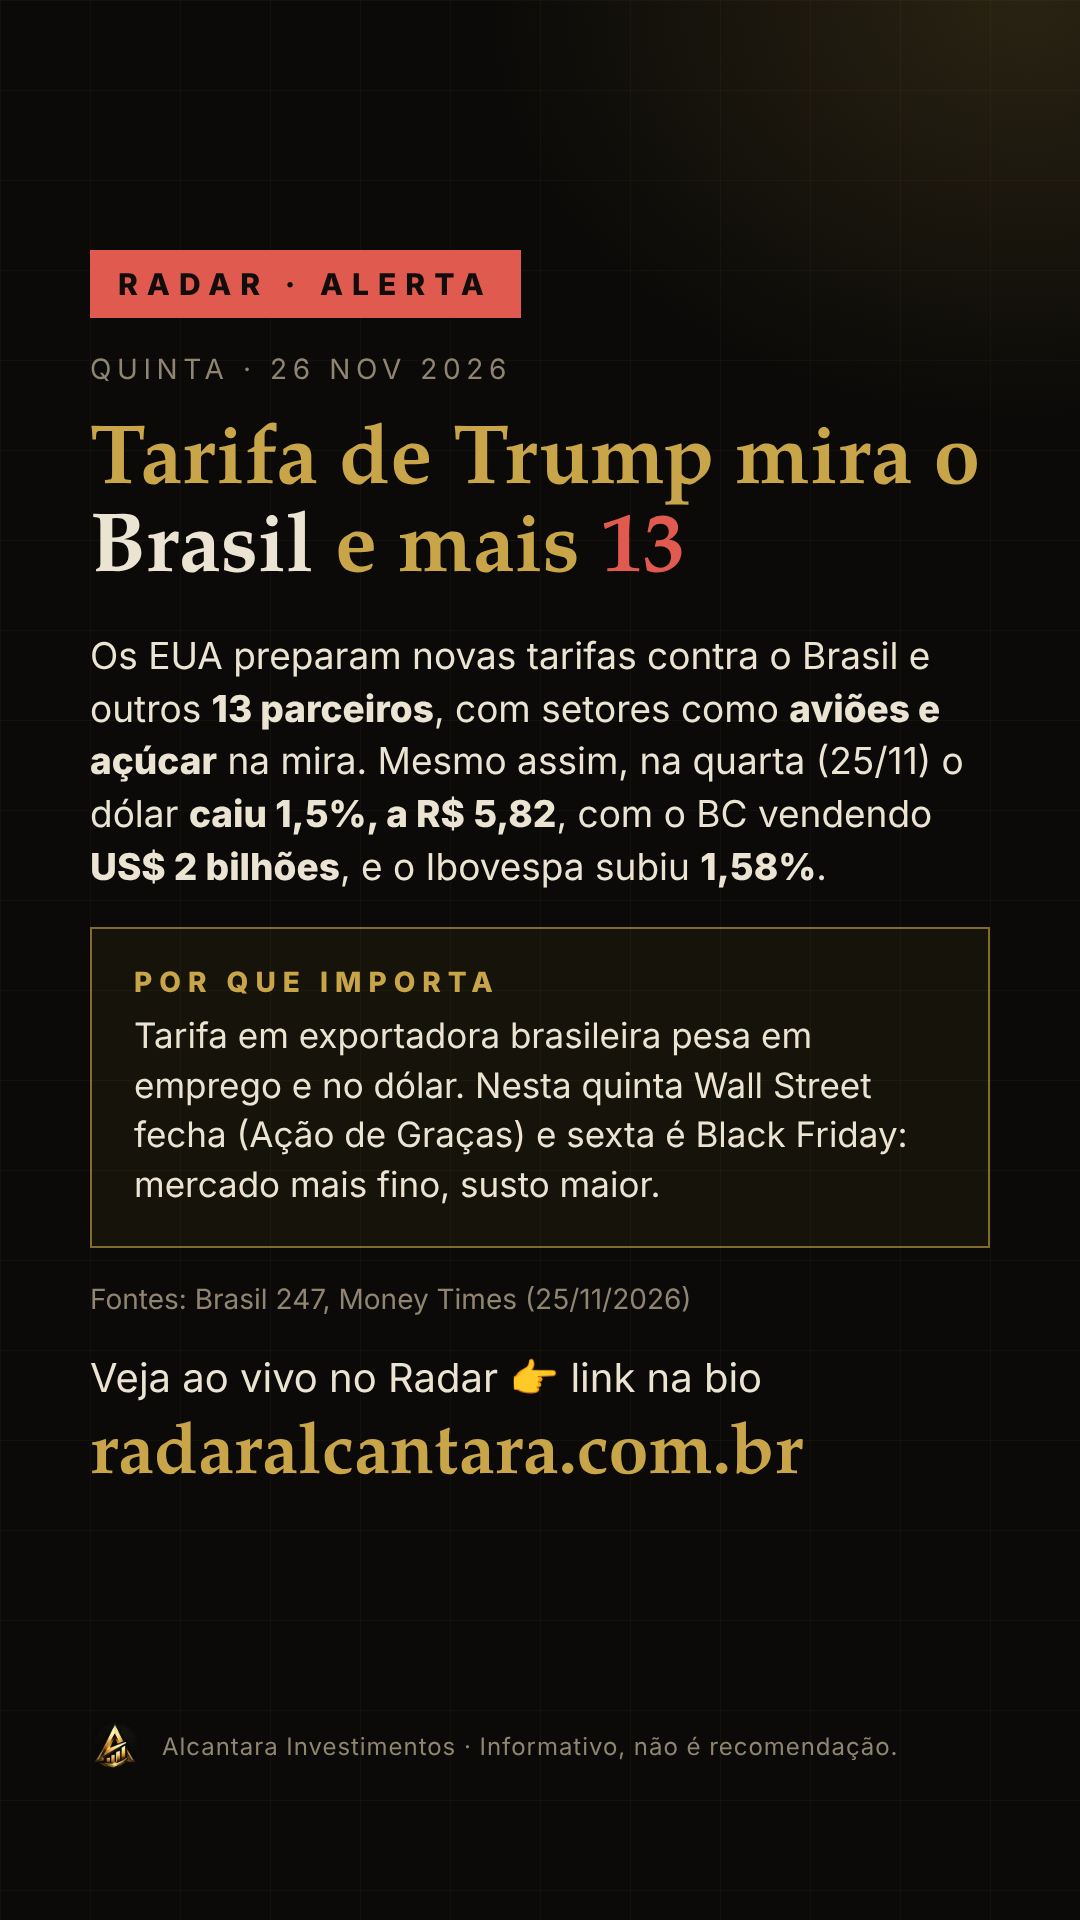 RADAR · ALERTA
QUINTA · 26 NOV 2026
Tarifa de Trump mira o
Brasil e mais 13
Os EUA preparam novas tarifas contra o Brasil e
outros 13 parceiros, com setores como aviões e
açúcar na mira. Mesmo assim, na quarta (25/11) o
dólar caiu 1,5%, a R$ 5,82, com o BC vendendo
US$ 2 bilhões, e o Ibovespa subiu 1,58%.
POR QUE IMPORTA
Tarifa em exportadora brasileira pesa em
emprego e no dólar. Nesta quinta Wall Street
fecha (Ação de Graças) e sexta é Black Friday:
mercado mais fino, susto maior.
Fontes: Brasil 247, Money Times (25/11/2026)
Veja ao vivo no Radar 👉 link na bio
radaralcantara.com.br
Alcantara Investimentos · Informativo, não é recomendação.